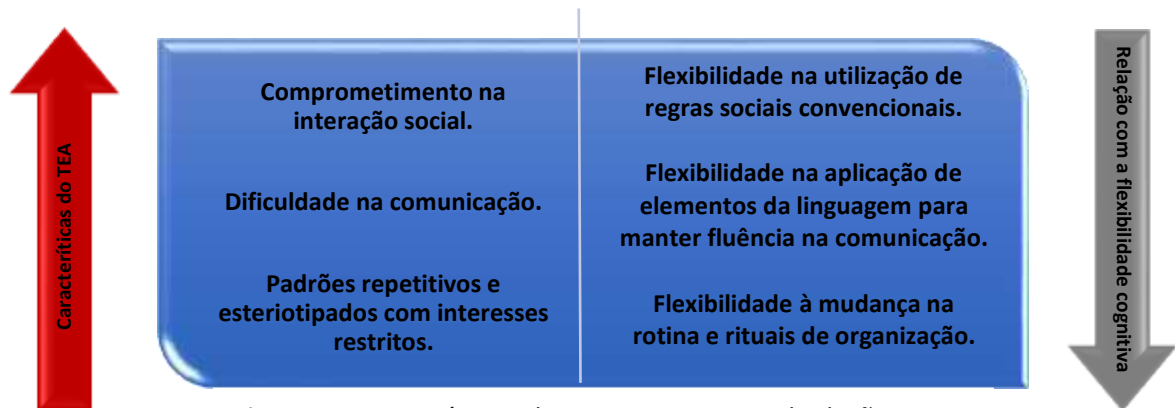 Caracteríticas do TEA
Comprometimento na
interação social.
Dificuldade na comunicação.
Padrões repetitivos e
esteriotipados com interesses
restritos.
Flexibilidade na utilização de
regras sociais convencionais.
Flexibilidade na aplicação de
elementos da linguagem para
manter fluência na comunicação.
Flexibilidade à mudança na
rotina e rituais de organização.
Relação com a flexibilidade cognitiva